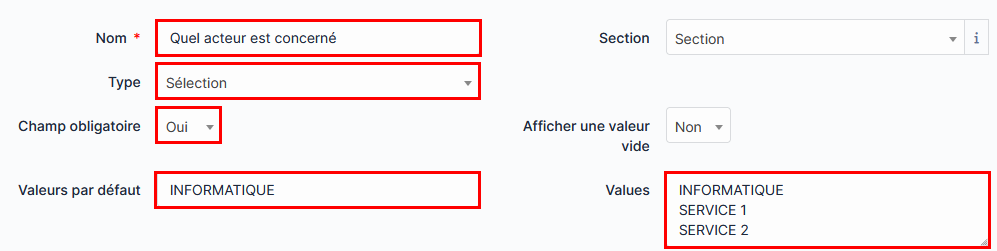 Nom * Quel acteur est concerné Section Section i
Type Sélection
Champ obligatoire Oui Afficher une valeur vide Non
Valeurs par défaut INFORMATIQUE Values INFORMATIQUE
SERVICE 1
SERVICE 2